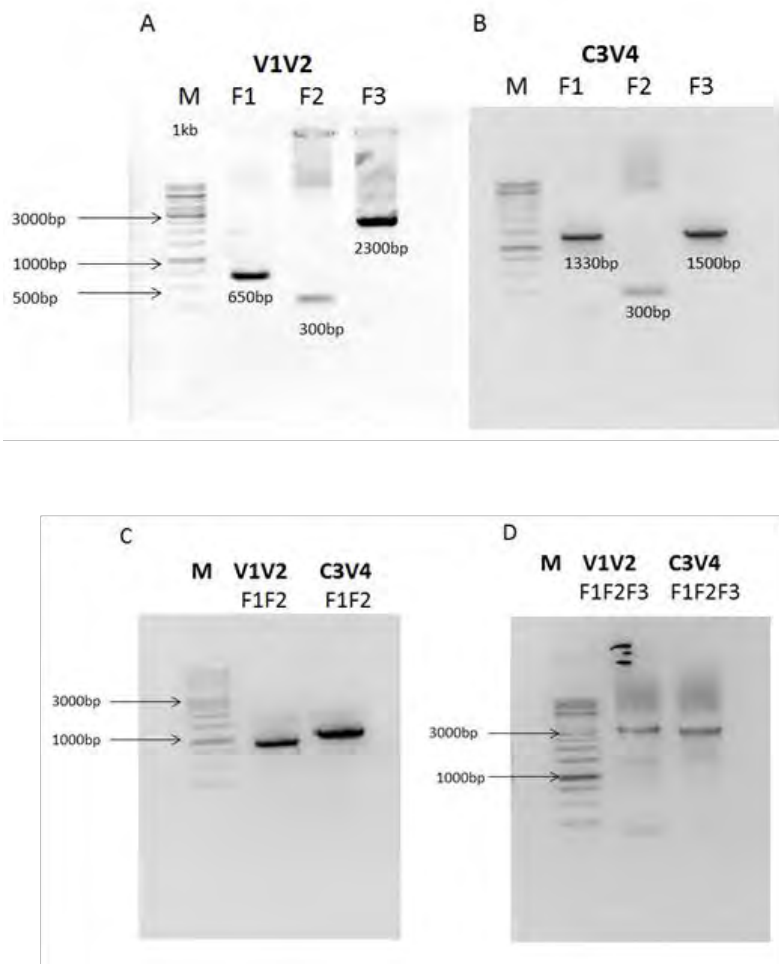 A
V1V2
M F1 F2 F3
1kb
3000bp
1000bp
500bp
650bp
300bp
2300bp
B
C3V4
M F1 F2 F3
1330bp
300bp
1500bp
C
M V1V2 C3V4
F1F2 F1F2
3000bp
1000bp
D
M V1V2 C3V4
F1F2F3 F1F2F3
3000bp
1000bp